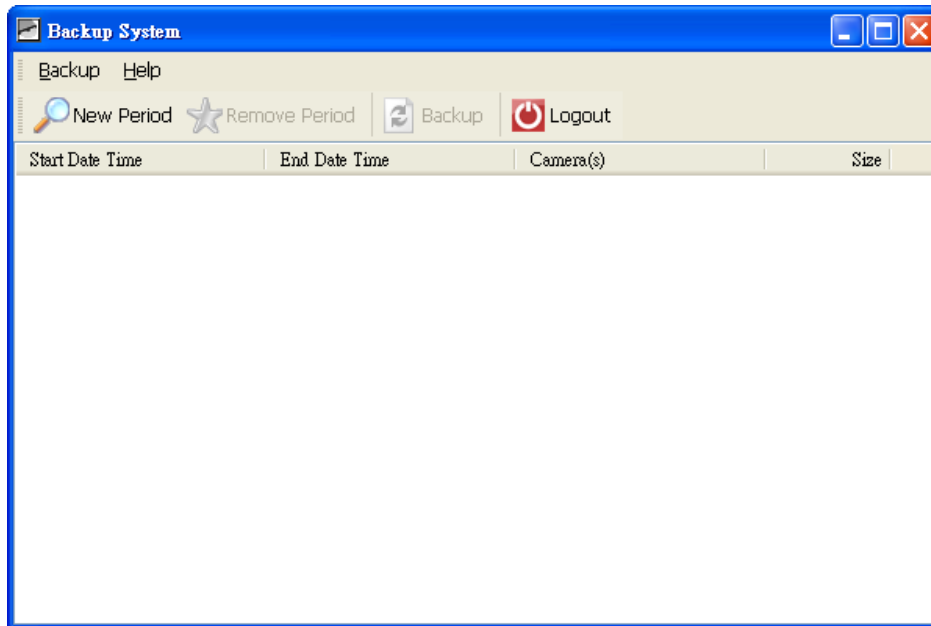 Backup System
Backup Help
New Period Remove Period Backup Logout
Start Date Time End Date Time Camera(s) Size